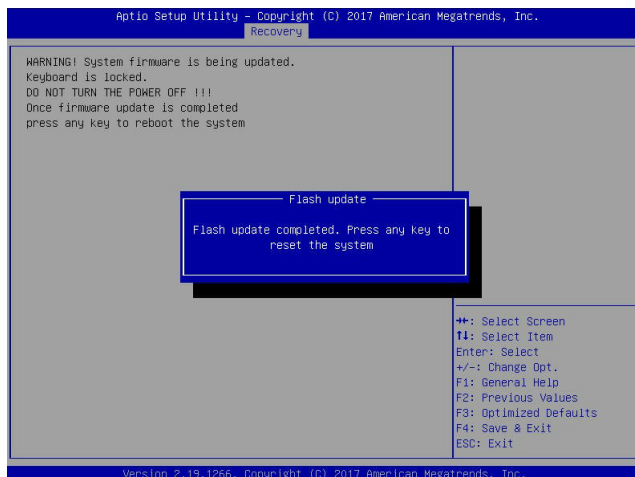 Aptio Setup Utility – Copyright (C) 2017 American Megatrends, Inc.
Recovery
WARNING! System firmware is being updated.
Keyboard is locked.
DO NOT TURN THE POWER OFF !!!
Once firmware update is completed
press any key to reboot the system
Flash update
Flash update completed. Press any key to
reset the system
→←: Select Screen
↑↓: Select Item
Enter: Select
+/-: Change Opt.
F1: General Help
F2: Previous Values
F3: Optimized Defaults
F4: Save & Exit
ESC: Exit
Version 2.19.1266. Copyright (C) 2017 American Megatrends, Inc.